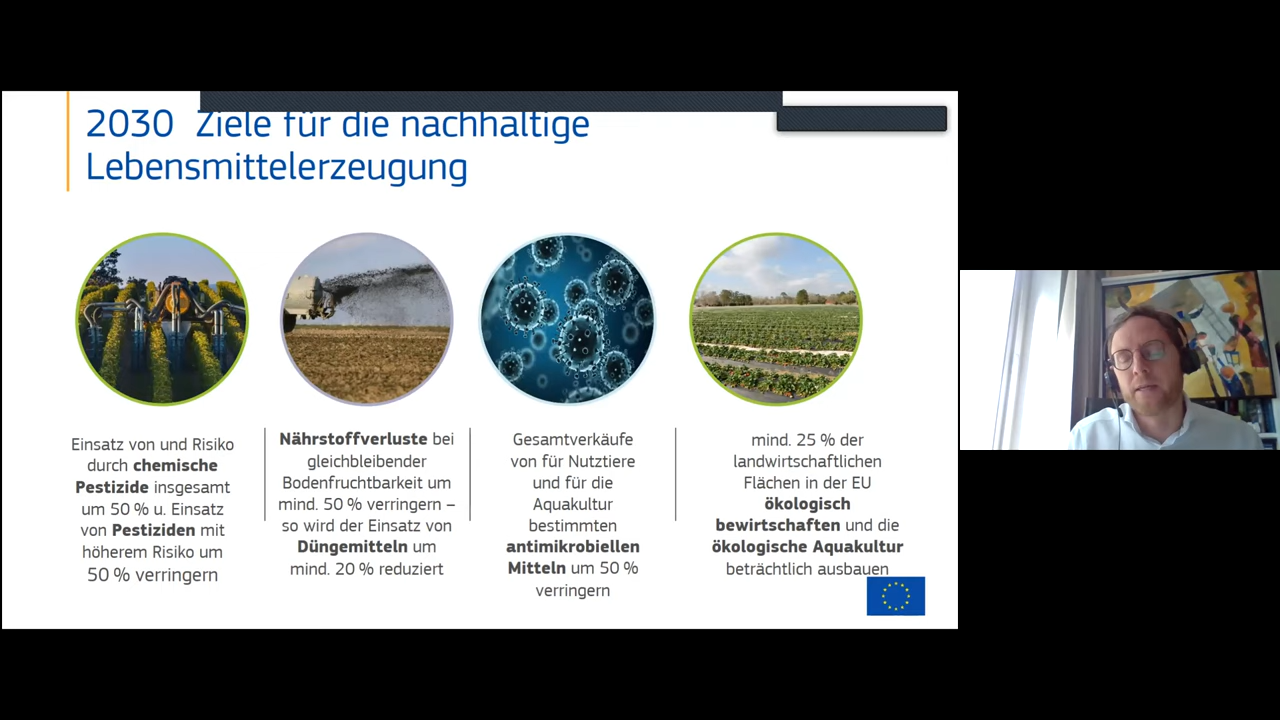 2030 Ziele für die nachhaltige
Lebensmittelerzeugung
Einsatz von und Risiko
durch chemische
Pestizide insgesamt
um 50 % u. Einsatz
von Pestiziden mit
höherem Risiko um
50 % verringern
Nährstoffverluste bei
gleichbleibender
Bodenfruchtbarkeit um
mind. 50 % verringern –
so wird der Einsatz von
Düngemitteln um
mind. 20 % reduziert
Gesamtverkäufe
von für Nutztiere
und für die
Aquakultur
bestimmten
antimikrobiellen
Mitteln um 50 %
verringern
mind. 25 % der
landwirtschaftlichen
Flächen in der EU
ökologisch
bewirtschaften und die
ökologische Aquakultur
beträchtlich ausbauen